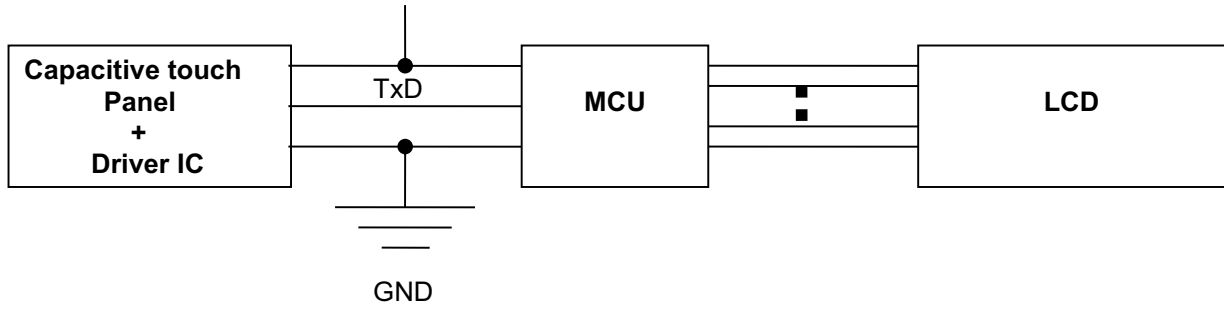 Capacitive touch
Panel
+
Driver IC
TxD
GND
MCU
LCD